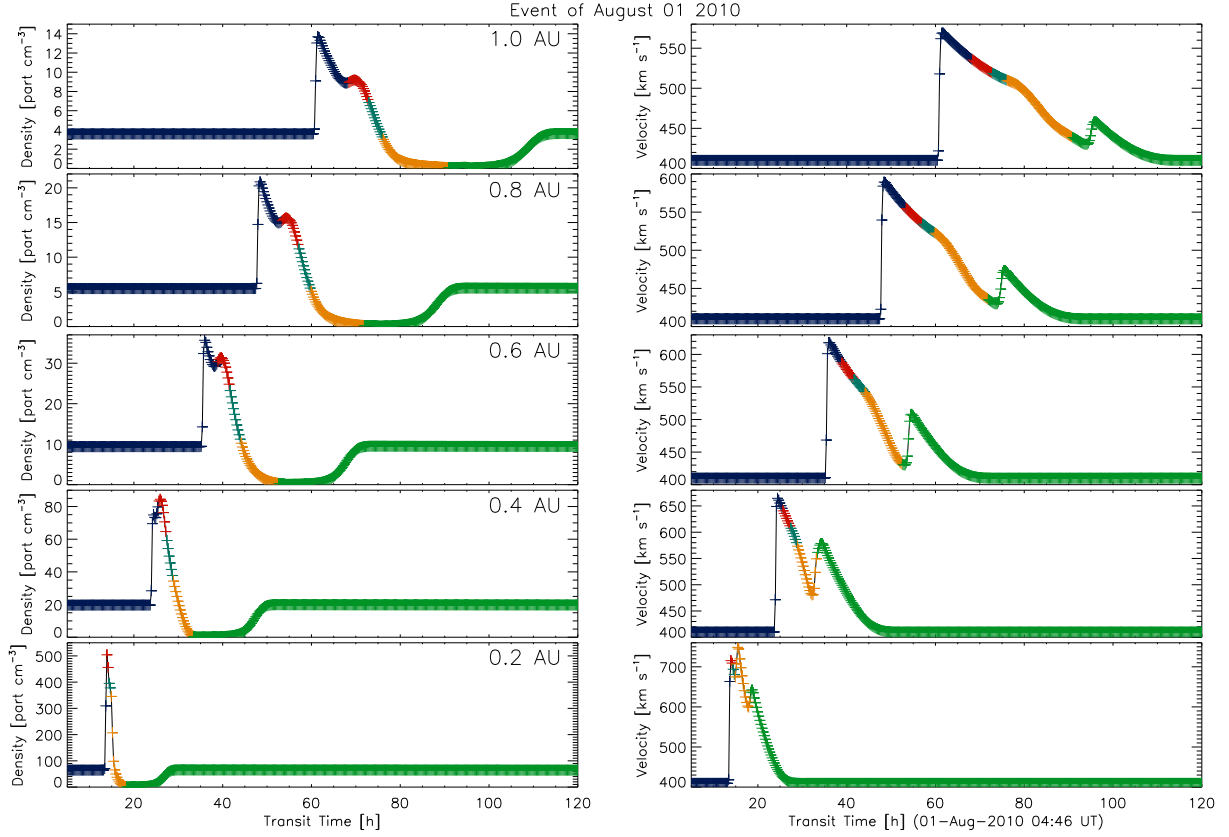 Event of August 01 2010
Density [part cm⁻³]
14
12
10
8
6
4
2
0
1.0 AU
Velocity [km s⁻¹]
550
500
450
400
Density [part cm⁻³]
20
15
10
5
0
0.8 AU
Velocity [km s⁻¹]
600
550
500
450
400
Density [part cm⁻³]
30
20
10
0
0.6 AU
Velocity [km s⁻¹]
600
550
500
450
400
Density [part cm⁻³]
80
60
40
20
0
0.4 AU
Velocity [km s⁻¹]
650
600
550
500
450
400
Density [part cm⁻³]
500
400
300
200
100
0
0.2 AU
Velocity [km s⁻¹]
700
600
500
400
20 40 60 80 100 120
Transit Time [h]
20 40 60 80 100 120
Transit Time [h] (01-Aug-2010 04:46 UT)